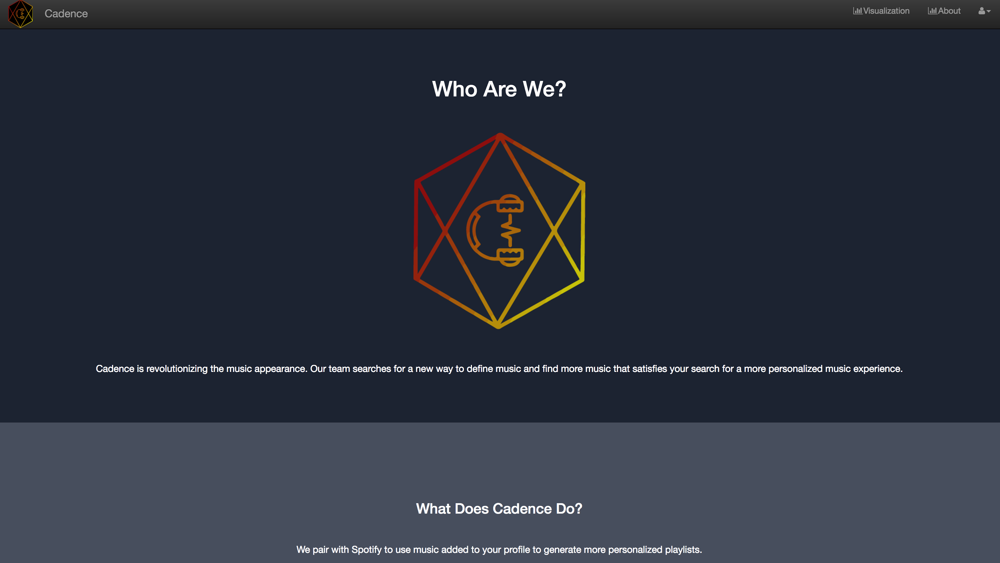 Cadence
Visualization
About
Who Are We?
Cadence is revolutionizing the music appearance. Our team searches for a new way to define music and find more music that satisfies your search for a more personalized music experience.
What Does Cadence Do?
We pair with Spotify to use music added to your profile to generate more personalized playlists.